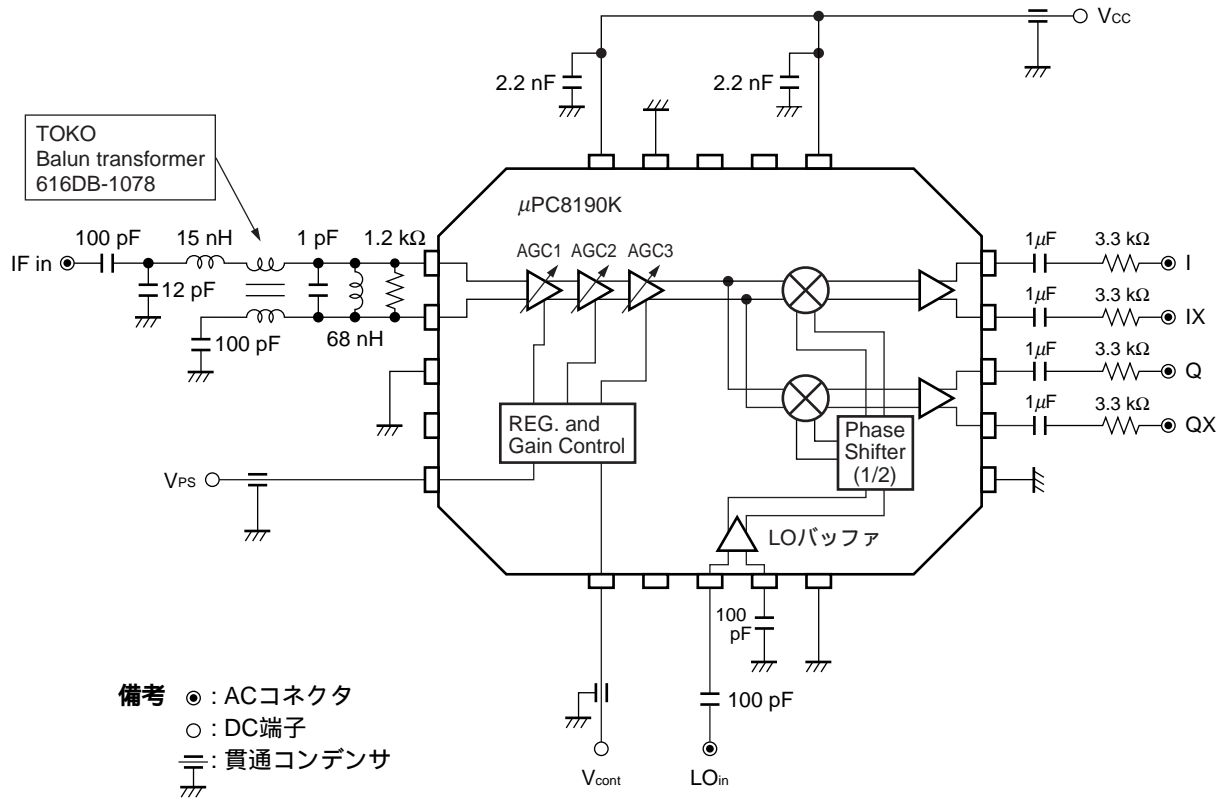 VCC
2.2 nF
2.2 nF
TOKO
Balun transformer
616DB-1078
μPC8190K
100 pF
15 nH
1 pF
1.2 kΩ
AGC1
AGC2
AGC3
1μF
3.3 kΩ
IF in
I
12 pF
1μF
3.3 kΩ
IX
100 pF
68 nH
1μF
3.3 kΩ
Q
REG. and
Gain Control
Phase
Shifter
(1/2)
1μF
3.3 kΩ
QX
VPS
LOバッファ
100
pF
備考
: ACコネクタ
: DC端子
: 貫通コンデンサ
100 pF
Vcont
LOin